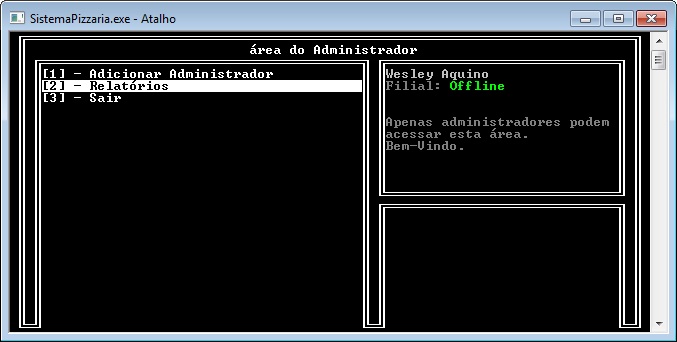 SistemaPizzaria.exe - Atalho
área do Administrador
[1] - Adicionar Administrador
[2] - Relatórios
[3] - Sair
Wesley Aquino
Filial: Offline
Apenas administradores podem
acessar esta área.
Bem-Vindo.